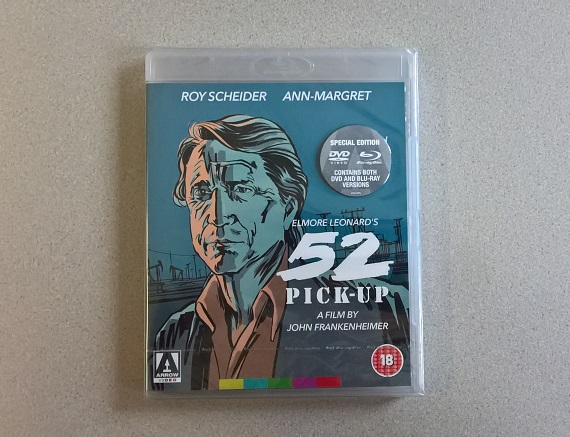 ROY SCHEIDER ANN-MARGRET
SPECIAL EDITION
DVD VIDEO Blu-ray
CONTAINS BOTH
DVD AND BLU-RAY
VERSIONS
ELMORE LEONARD'S
52
PICK-UP
A FILM BY
JOHN FRANKENHEIMER
ARROW
VIDEO
18